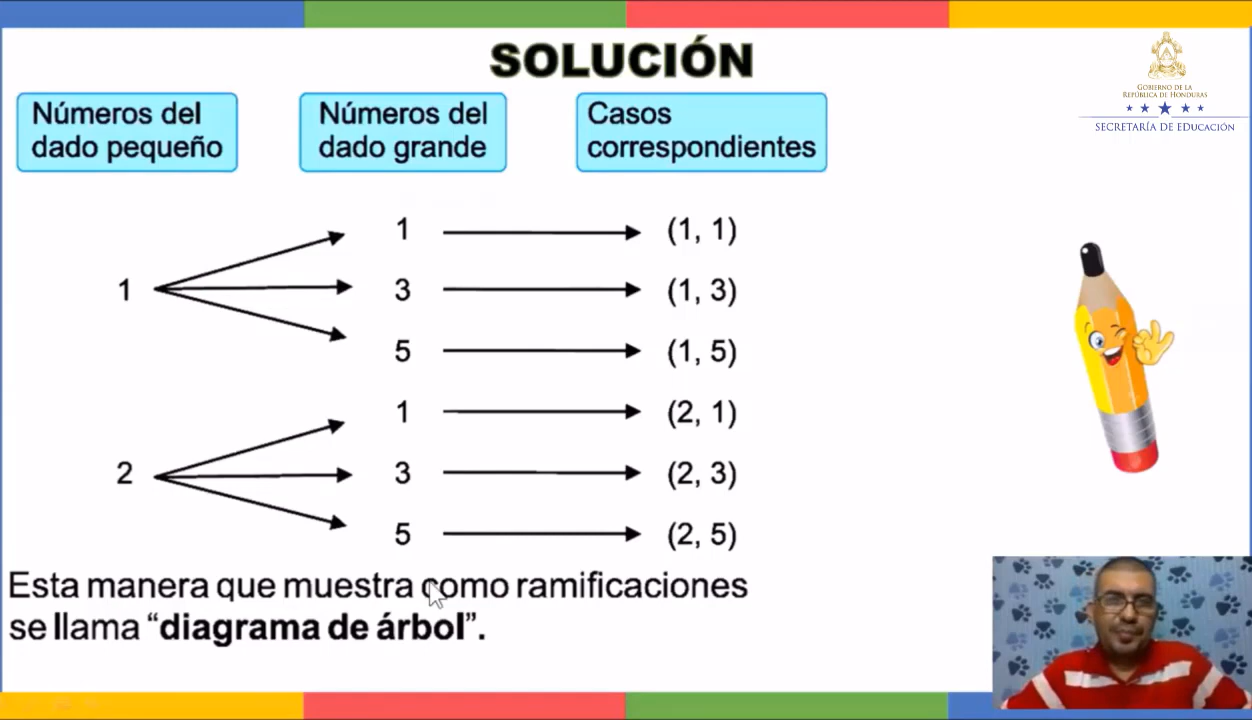 SOLUCIÓN
GOBIERNO DE LA
REPÚBLICA DE HONDURAS
SECRETARÍA DE EDUCACIÓN
Números del
dado pequeño
Números del
dado grande
Casos
correspondientes
1
1
(1, 1)
3
(1, 3)
5
(1, 5)
2
1
(2, 1)
3
(2, 3)
5
(2, 5)
Esta manera que muestra como ramificaciones
se llama “diagrama de árbol”.